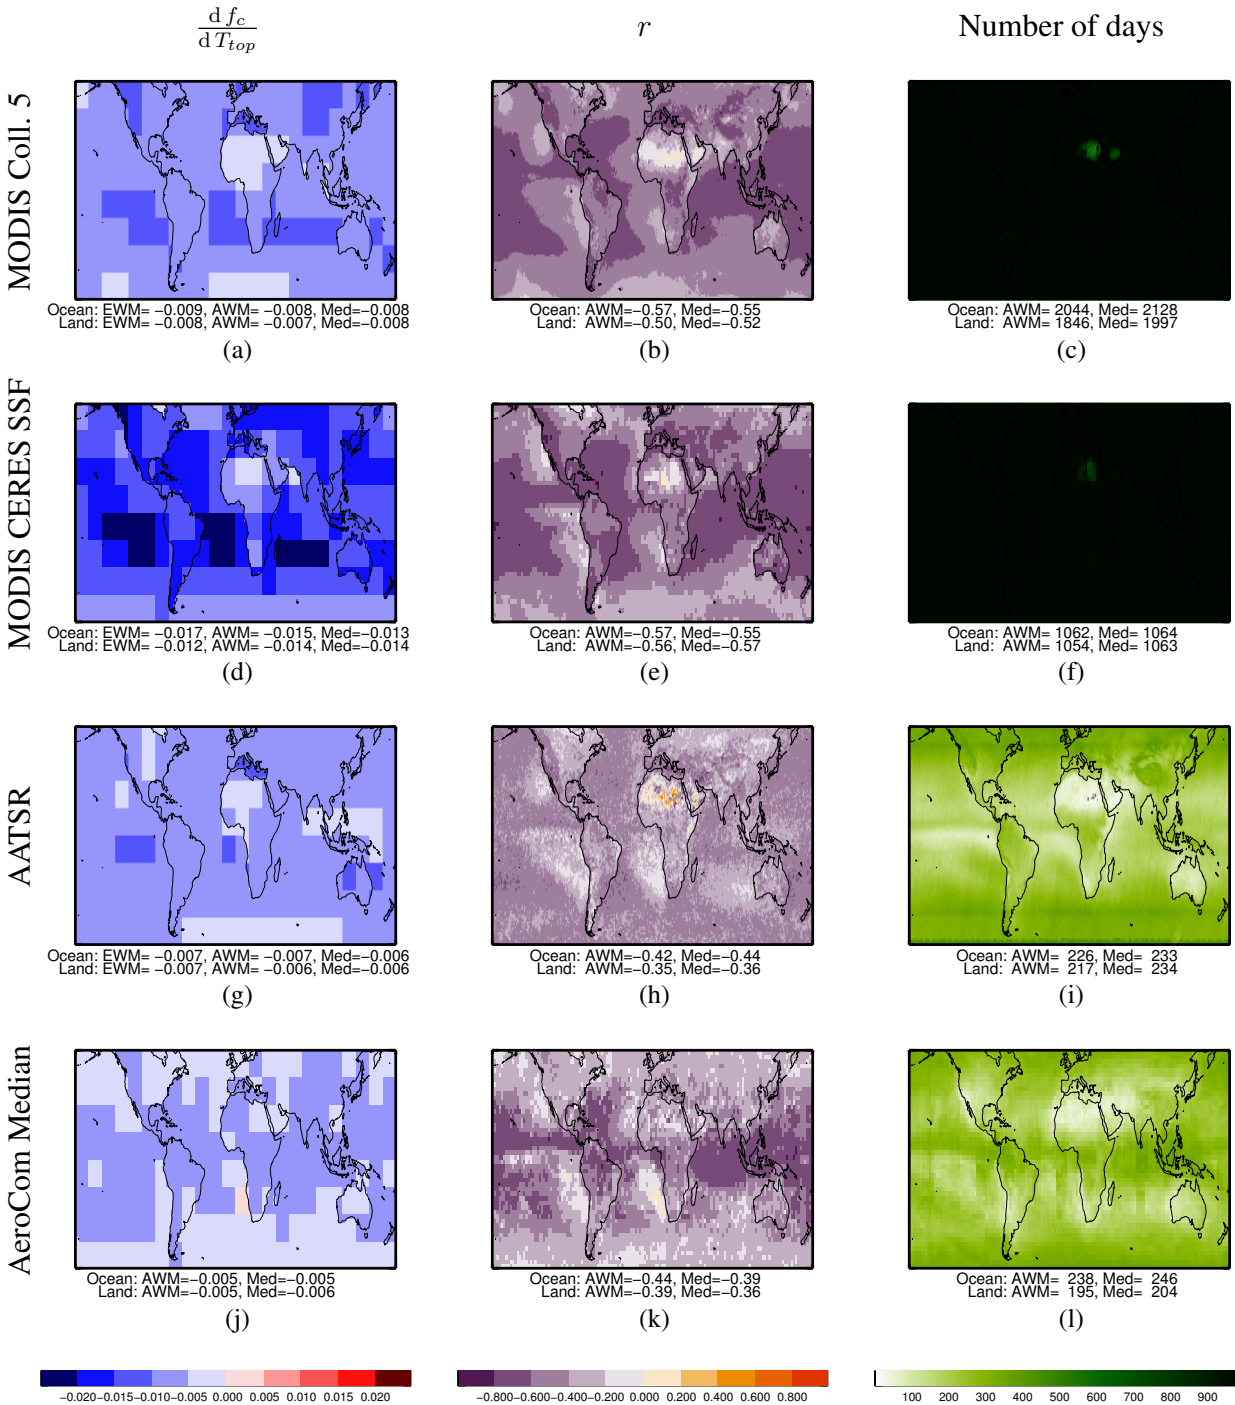 d f_c / d T_top
r
Number of days
MODIS Coll. 5
Ocean: EWM= −0.009, AWM= −0.008, Med=−0.008
Land: EWM= −0.008, AWM= −0.007, Med=−0.008
(a)
Ocean: AWM=−0.57, Med=−0.55
Land: AWM=−0.50, Med=−0.52
(b)
Ocean: AWM= 2044, Med= 2128
Land: AWM= 1846, Med= 1997
(c)
MODIS CERES SSF
Ocean: EWM= −0.017, AWM= −0.015, Med=−0.013
Land: EWM= −0.012, AWM= −0.014, Med=−0.014
(d)
Ocean: AWM=−0.57, Med=−0.55
Land: AWM=−0.56, Med=−0.57
(e)
Ocean: AWM= 1062, Med= 1064
Land: AWM= 1054, Med= 1063
(f)
AATSR
Ocean: EWM= −0.007, AWM= −0.007, Med=−0.006
Land: EWM= −0.007, AWM= −0.006, Med=−0.006
(g)
Ocean: AWM=−0.42, Med=−0.44
Land: AWM=−0.35, Med=−0.36
(h)
Ocean: AWM= 226, Med= 233
Land: AWM= 217, Med= 234
(i)
AeroCom Median
Ocean: AWM=−0.005, Med=−0.005
Land: AWM=−0.005, Med=−0.006
(j)
Ocean: AWM=−0.44, Med=−0.39
Land: AWM=−0.39, Med=−0.36
(k)
Ocean: AWM= 238, Med= 246
Land: AWM= 195, Med= 204
(l)
−0.020−0.015−0.010−0.005 0.000 0.005 0.010 0.015 0.020
−0.800−0.600−0.400−0.200 0.000 0.200 0.400 0.600 0.800
100 200 300 400 500 600 700 800 900